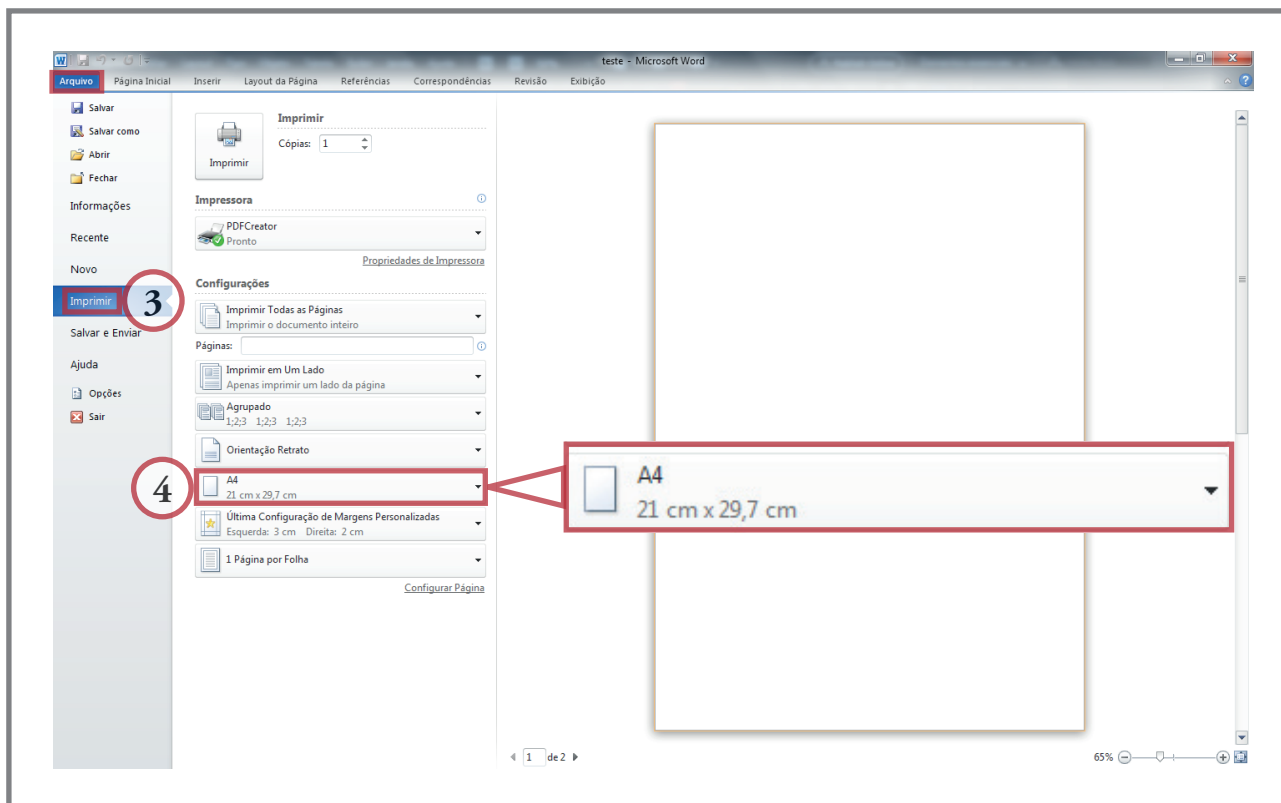 teste - Microsoft Word
Arquivo Página Inicial Inserir Layout da Página Referências Correspondências Revisão Exibição
Salvar
Salvar como
Abrir
Fechar
Informações
Recente
Novo
Imprimir
3
Salvar e Enviar
Ajuda
Opções
Sair
Imprimir
Cópias: 1
Imprimir
Impressora
PDFCreator
Pronto
Propriedades de Impressora
Configurações
Imprimir Todas as Páginas
Imprimir o documento inteiro
Páginas:
Imprimir em Um Lado
Apenas imprimir um lado da página
Agrupado
1;2;3 1;2;3 1;2;3
Orientação Retrato
4
A4
21 cm x 29,7 cm
Última Configuração de Margens Personalizadas
Esquerda: 3 cm Direita: 2 cm
1 Página por Folha
Configurar Página
A4
21 cm x 29,7 cm
1 de 2
65%